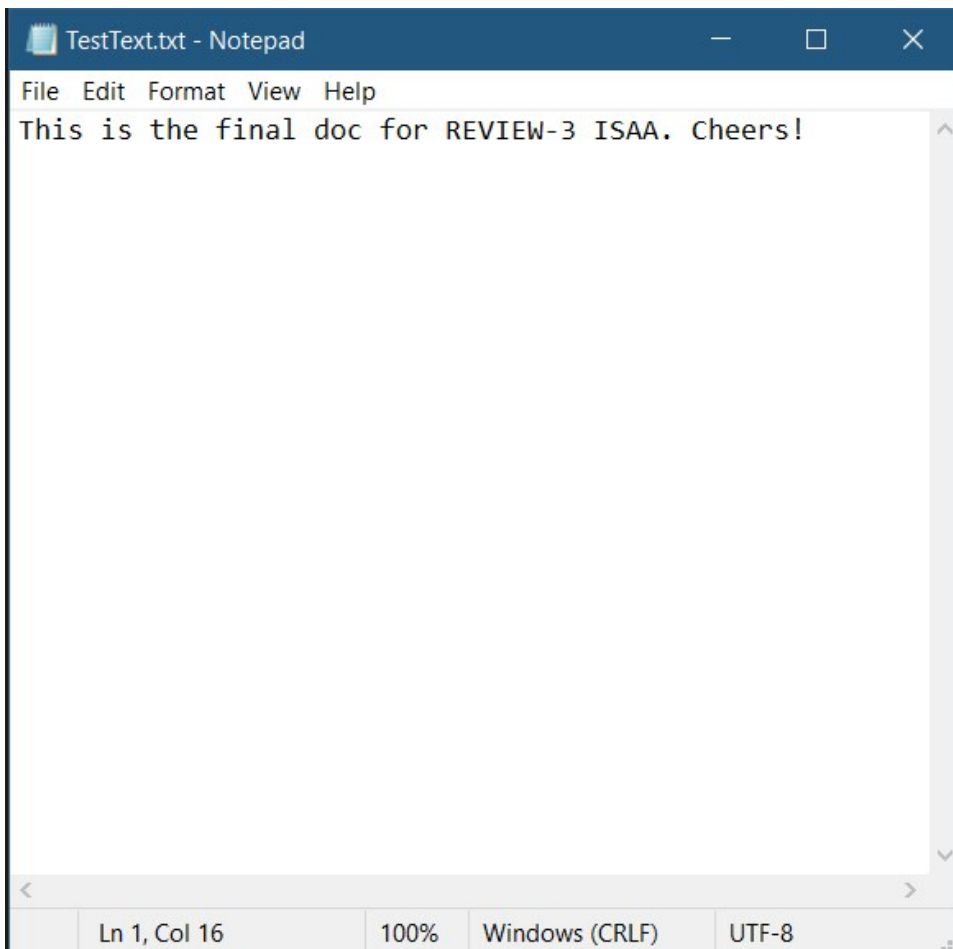 TestText.txt - Notepad
File Edit Format View Help
This is the final doc for REVIEW-3 ISAA. Cheers!
Ln 1, Col 16 100% Windows (CRLF) UTF-8